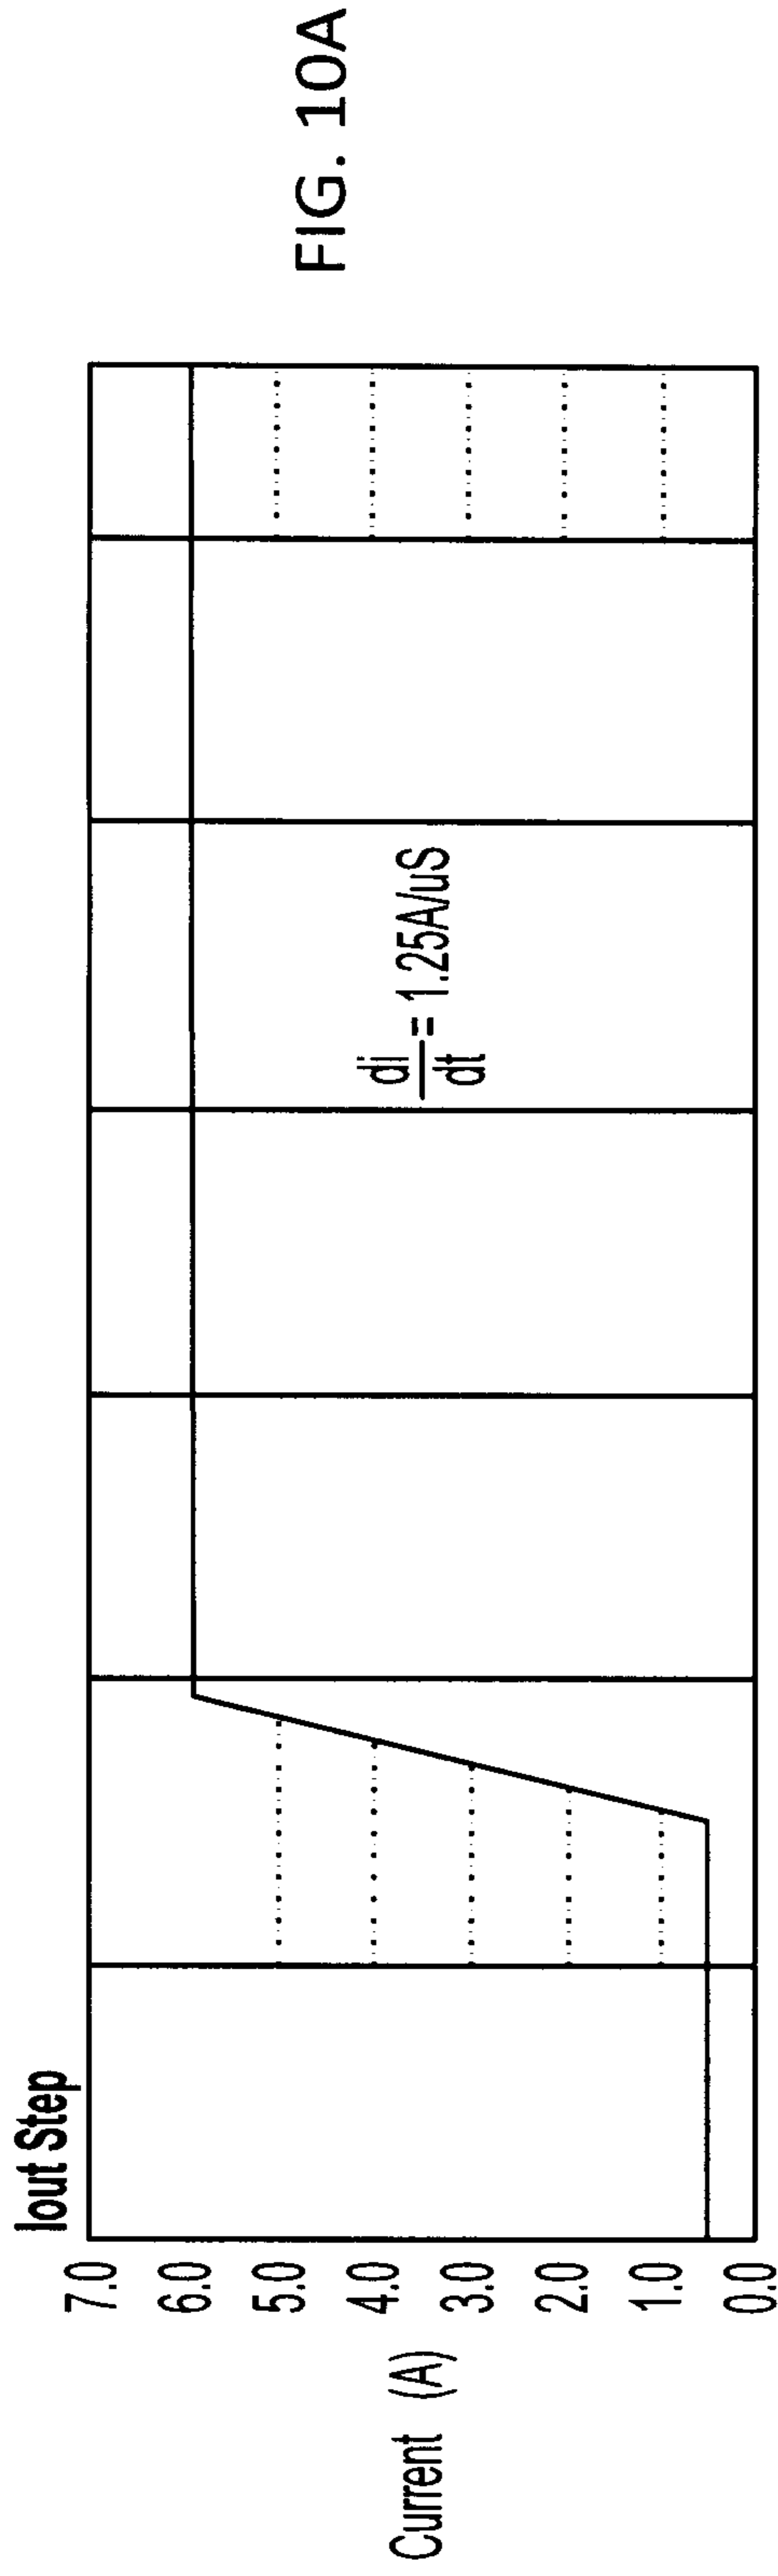 Iout Step
7.0
6.0
5.0
4.0
3.0
2.0
1.0
0.0
Current (A)
di
dt
= 1.25A/uS
FIG. 10A